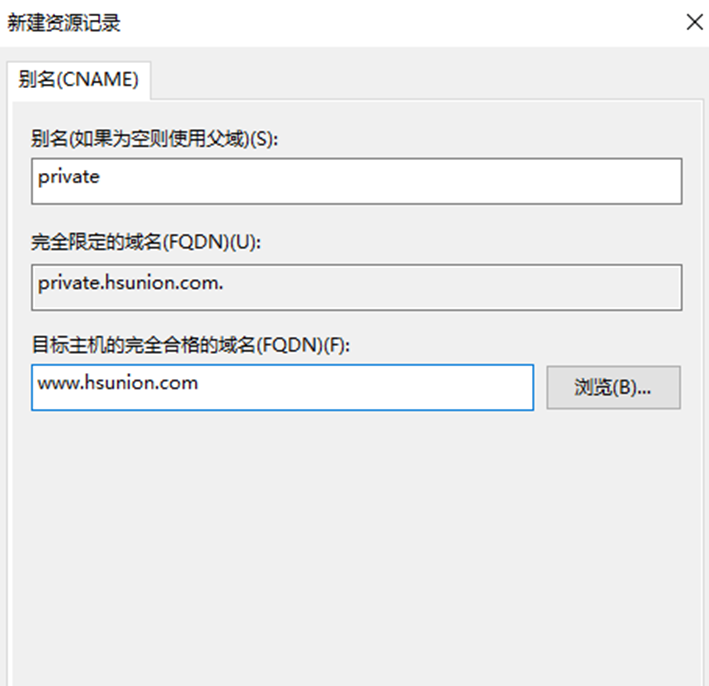 新建资源记录
别名(CNAME)
别名(如果为空则使用父域)(S):
private
完全限定的域名(FQDN)(U):
private.hsunion.com.
目标主机的完全合格的域名(FQDN)(F):
www.hsunion.com
浏览(B)...